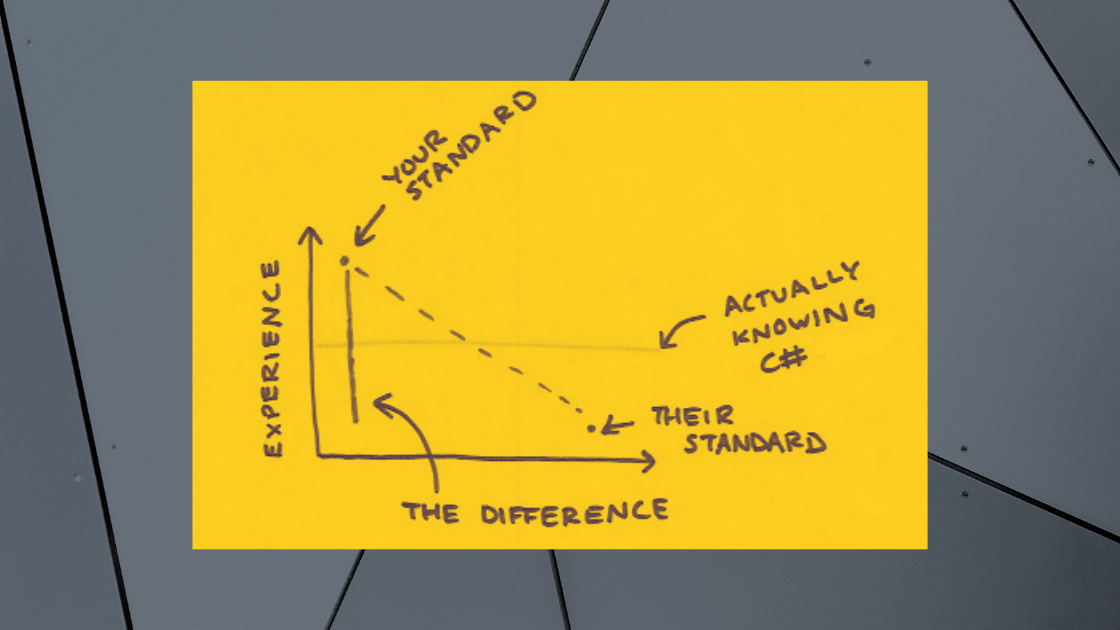 YOUR
STANDARD
EXPERIENCE
ACTUALLY
KNOWING
C#
THEIR
STANDARD
THE DIFFERENCE